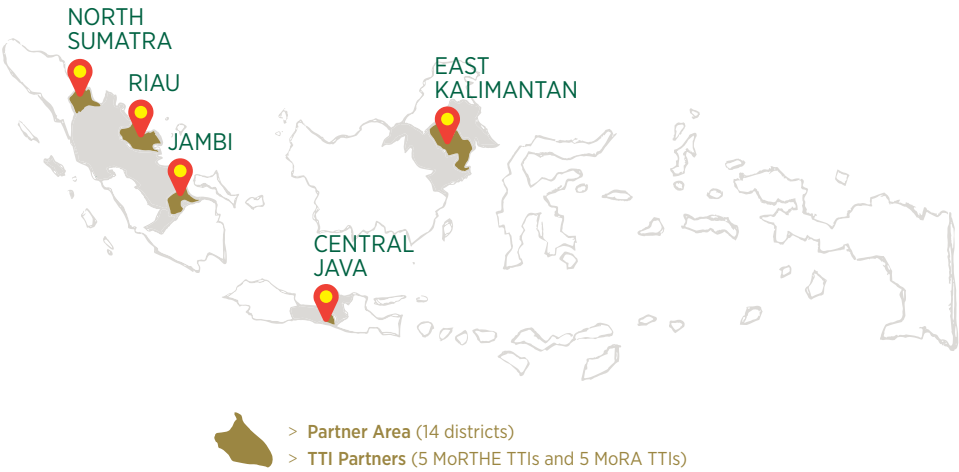 NORTH
SUMATRA
RIAU
JAMBI
EAST
KALIMANTAN
CENTRAL
JAVA
> Partner Area (14 districts)
> TTI Partners (5 MoRTHE TTIs and 5 MoRA TTIs)